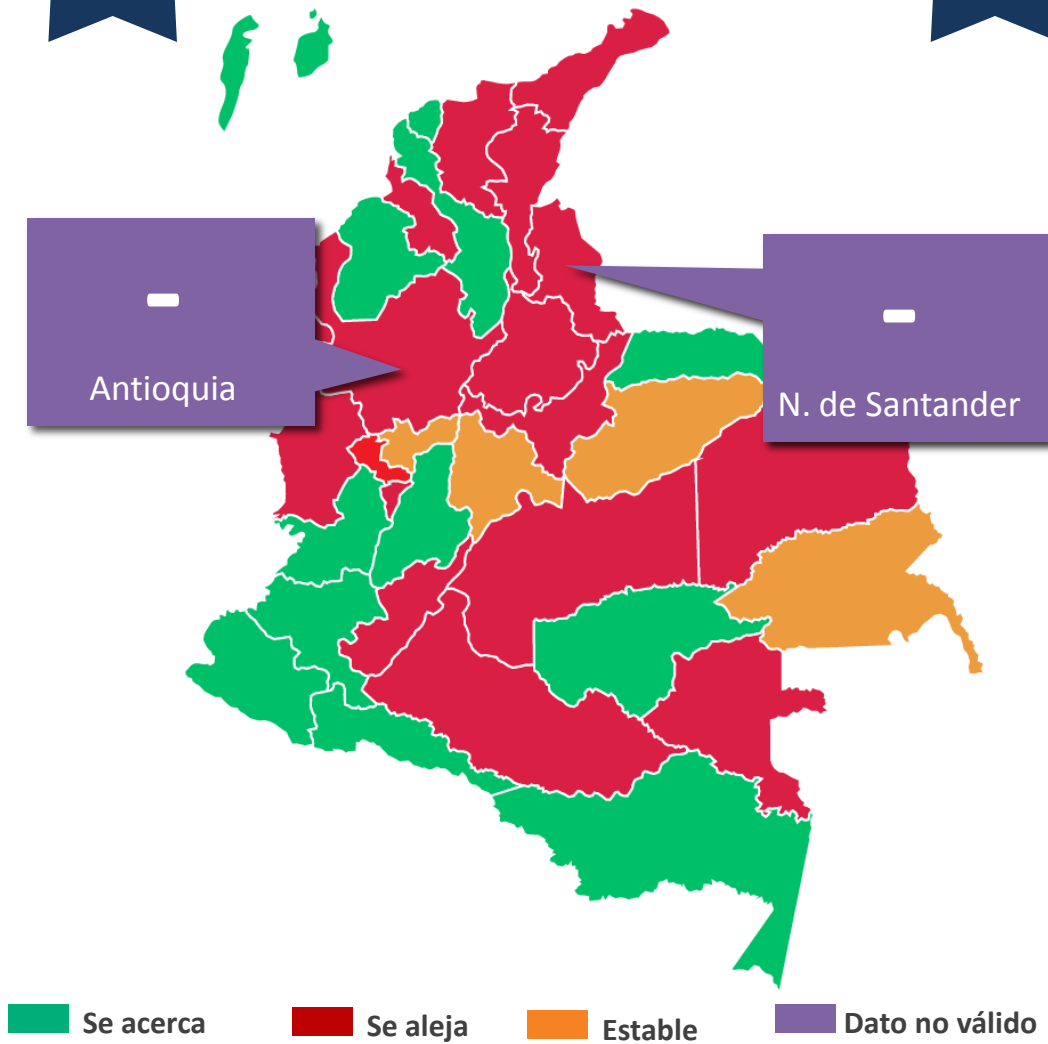 -
Antioquia
-
N. de Santander
Se acerca
Se aleja
Estable
Dato no válido